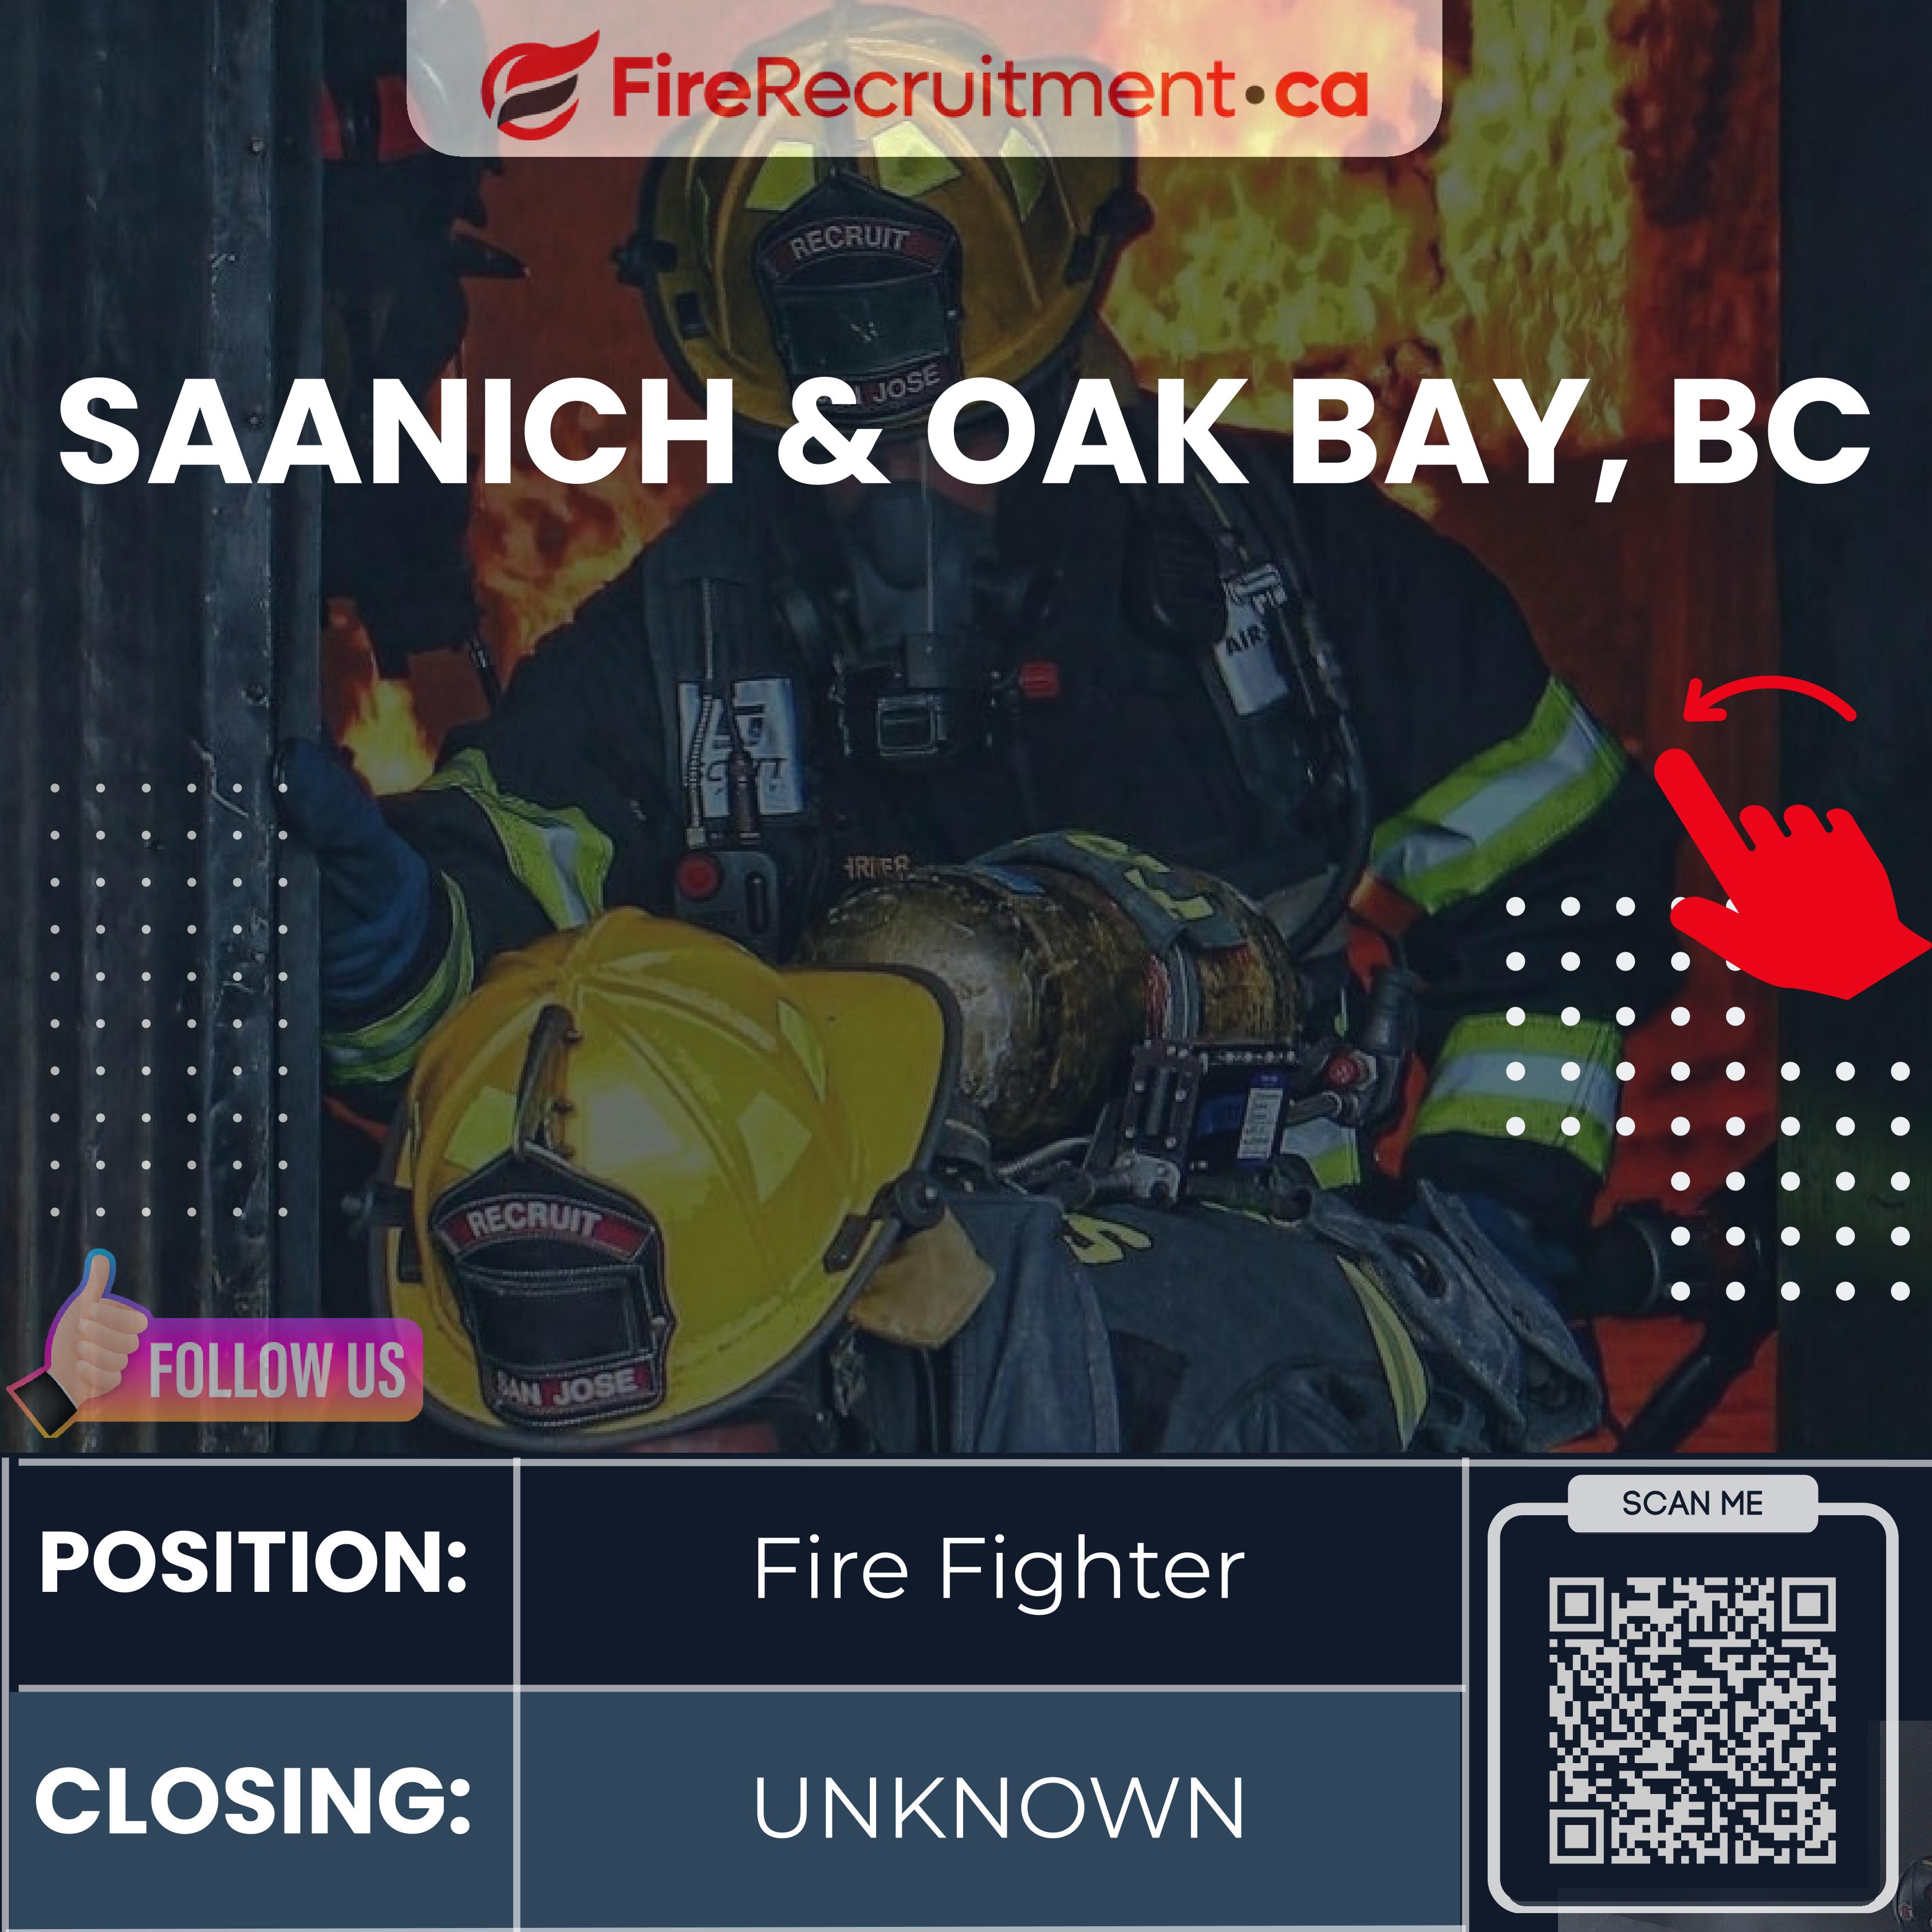 FireRecruitment.ca
RECRUIT
JOSE
SAANICH & OAK BAY, BC
AIR
RECRUIT
SAN JOSE
FOLLOW US
POSITION:
Fire Fighter
SCAN ME
CLOSING:
UNKNOWN